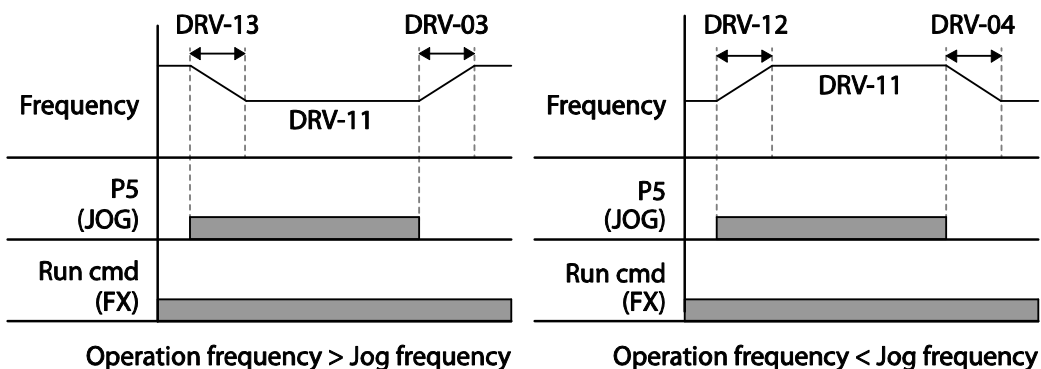 DRV-13 DRV-03
Frequency
DRV-11
P5
(JOG)
Run cmd
(FX)
Operation frequency > Jog frequency
DRV-12 DRV-04
Frequency
DRV-11
P5
(JOG)
Run cmd
(FX)
Operation frequency < Jog frequency